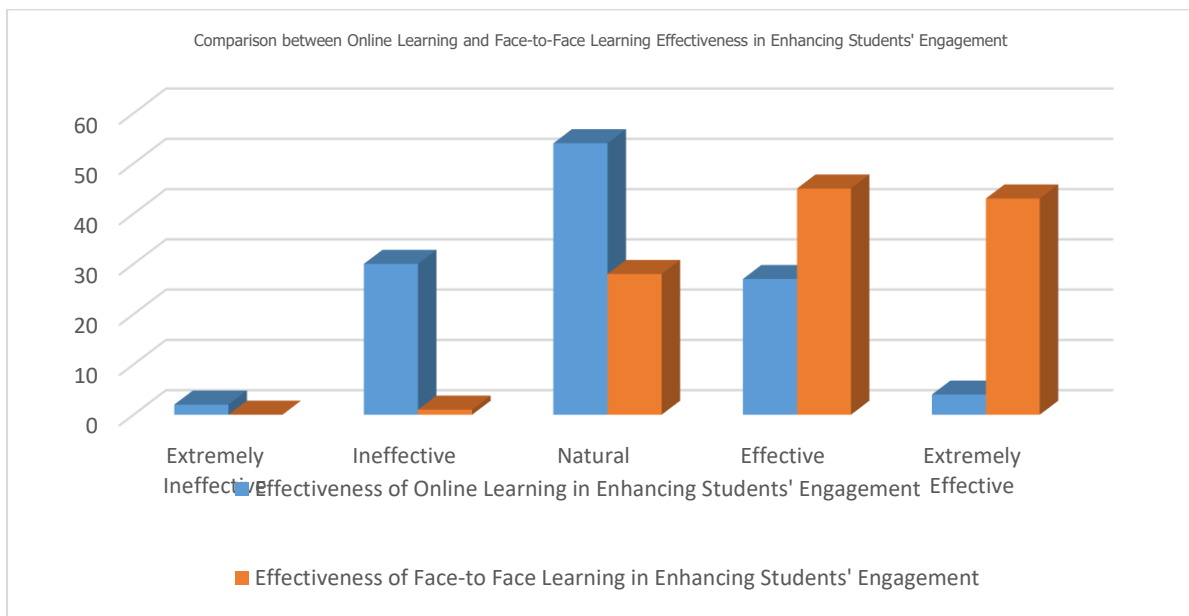 Comparison between Online Learning and Face-to-Face Learning Effectiveness in Enhancing Students' Engagement
60
50
40
30
20
10
0
Extremely Ineffective
Ineffective
Natural
Effective
Extremely Effective
Effectiveness of Online Learning in Enhancing Students' Engagement
Effectiveness of Face-to Face Learning in Enhancing Students' Engagement